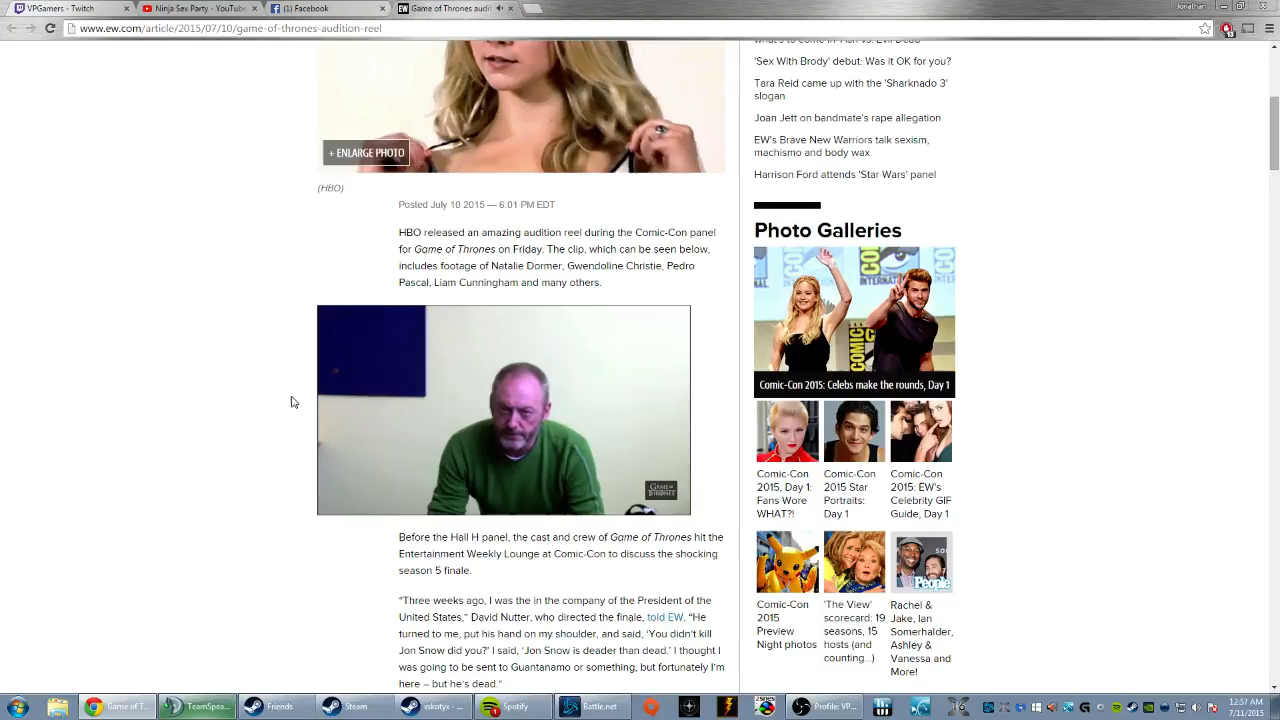 VPGamers - Twitch
Ninja Sex Party - YouTube
(1) Facebook
Game of Thrones audit
Jonathan
www.ew.com/article/2015/07/10/game-of-thrones-audition-reel
'Sex With Brody' debut: Was it OK for you?
Tara Reid came up with the 'Sharknado 3'
slogan
Joan Jett on bandmate's rape allegation
EW's Brave New Warriors talk sexism,
machismo and body wax
Harrison Ford attends 'Star Wars' panel
+ ENLARGE PHOTO
(HBO)
Posted July 10 2015 — 6:01 PM EDT
HBO released an amazing audition reel during the Comic-Con panel
for Game of Thrones on Friday. The clip, which can be seen below,
includes footage of Natalie Dormer, Gwendoline Christie, Pedro
Pascal, Liam Cunningham and many others.
GAME OF
THRONES
Before the Hall H panel, the cast and crew of Game of Thrones hit the
Entertainment Weekly Lounge at Comic-Con to discuss the shocking
season 5 finale.
“Three weeks ago, I was the in the company of the President of the
United States,” David Nutter, who directed the finale, told EW. “He
turned to me, put his hand on my shoulder, and said, ‘You didn’t kill
Jon Snow did you?’ I said, ‘Jon Snow is deader than dead.’ I thought I
was going to be sent to Guantanamo or something, but fortunately I’m
here – but he’s dead.”
Photo Galleries
Comic-Con 2015: Celebs make the rounds, Day 1
Comic-Con
2015, Day 1:
Fans Wore
WHAT?!
Comic-Con
2015 Star
Portraits:
Day 1
Comic-Con
2015: EW's
Celebrity GIF
Guide, Day 1
People
Comic-Con
2015
Preview
Night photos
'The View'
scorecard: 19
seasons, 15
hosts (and
counting...)
Rachel &
Jake, Ian
Somerhalder,
Ashley &
Vanessa and
More!
Game of T...
TeamSpea...
Friends
Steam
xskotyx - ...
Spotify
Battle.net
Profile: VP...
12:57 AM
7/11/2015